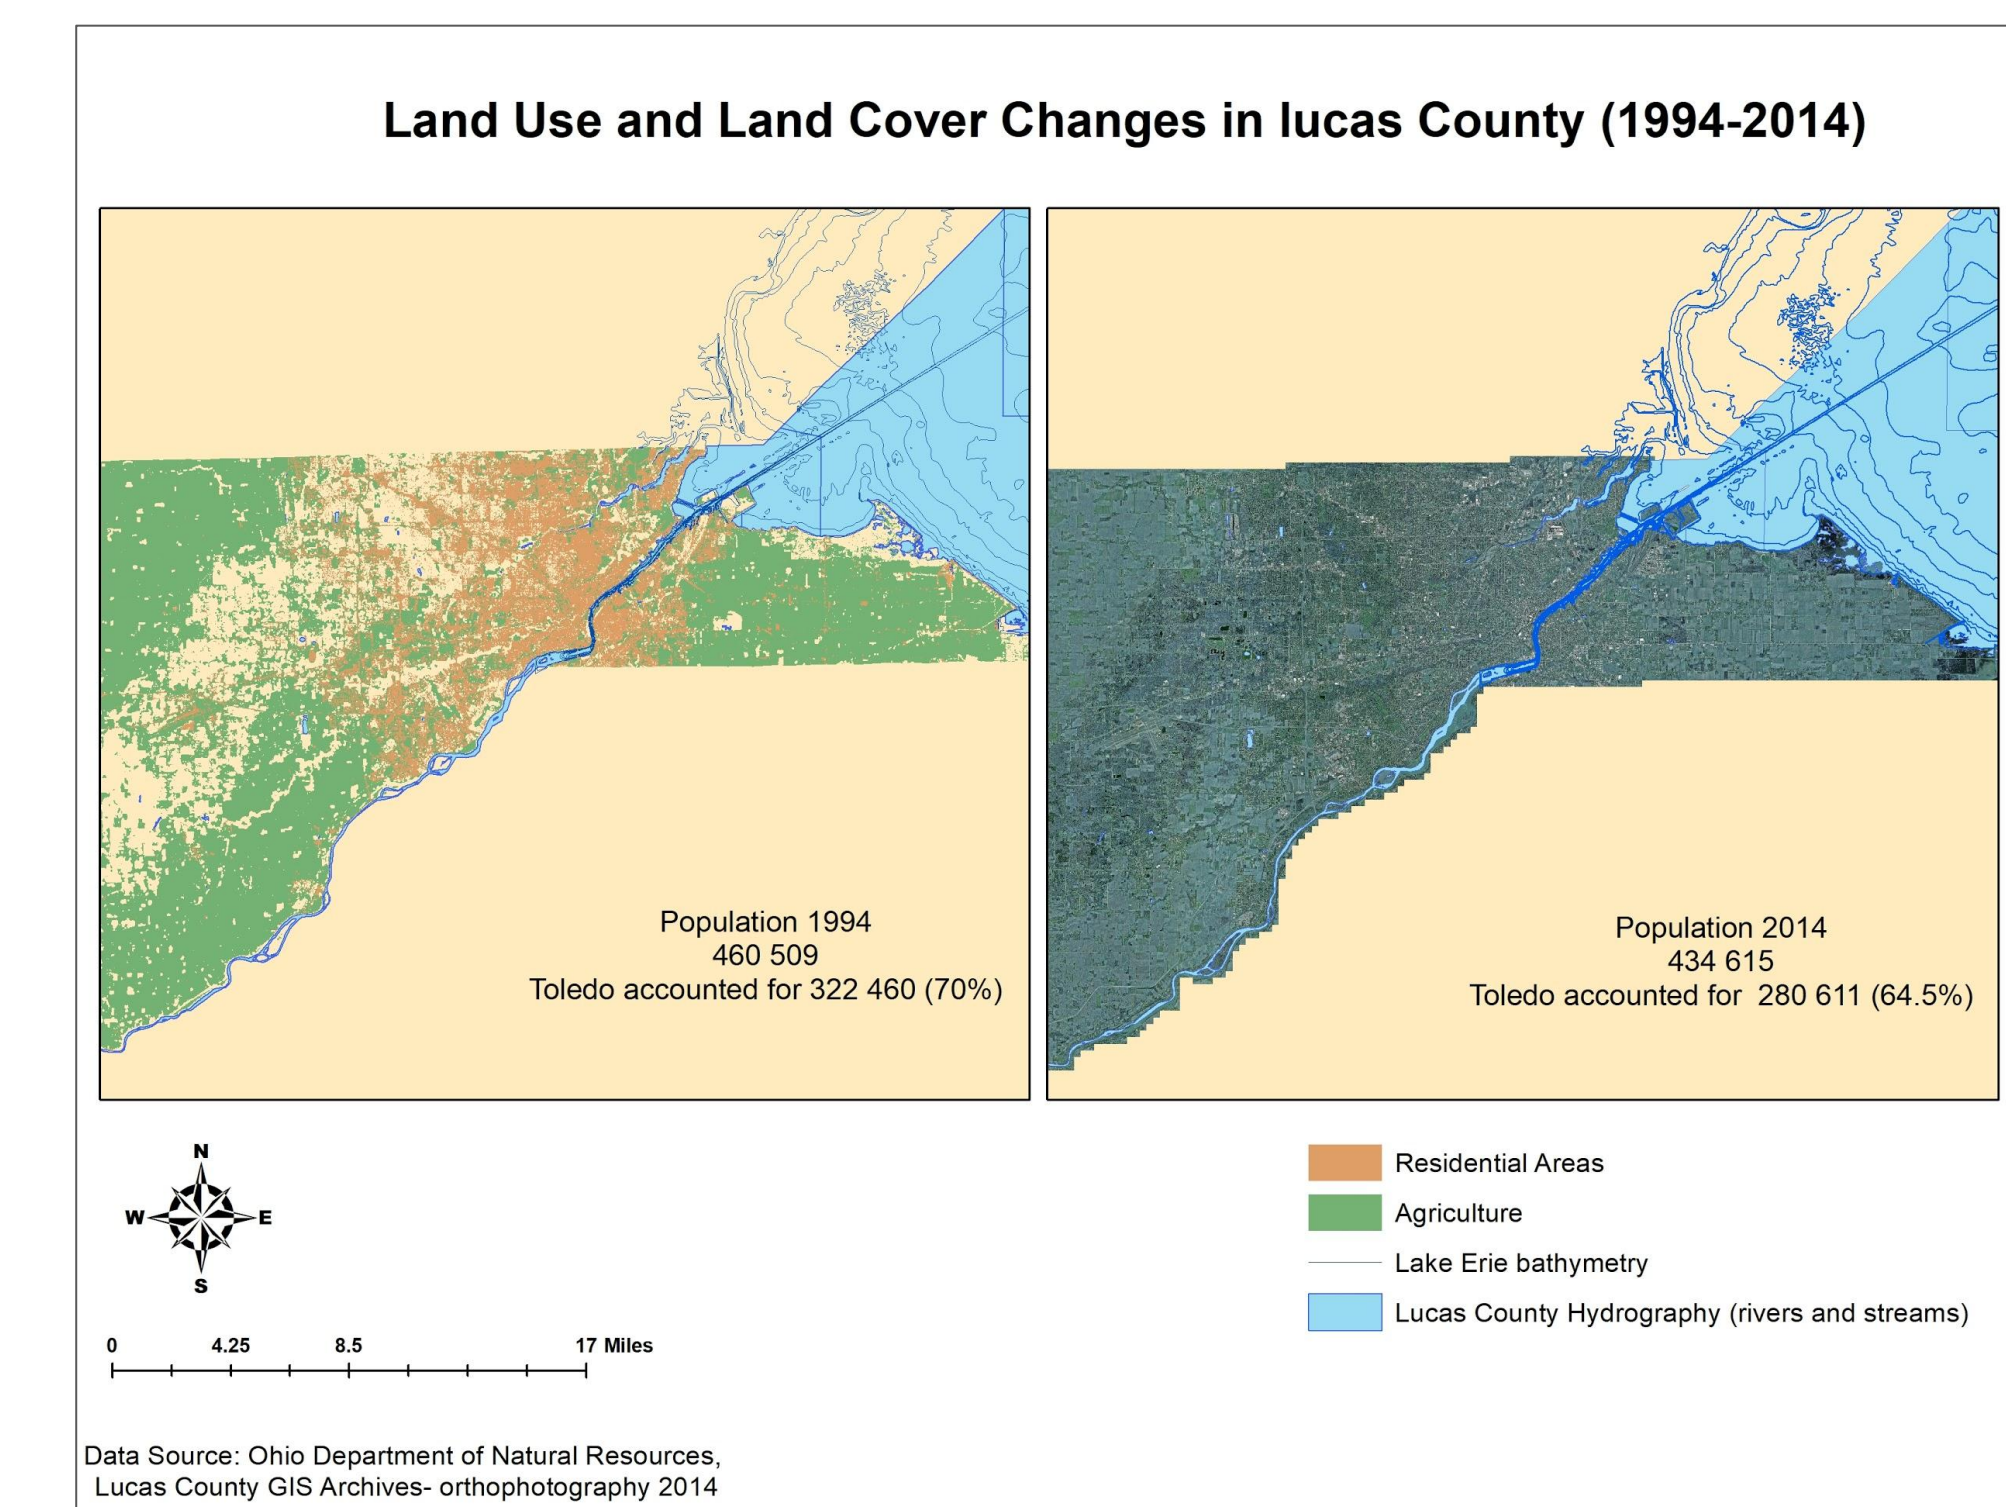 Land Use and Land Cover Changes in lucas County (1994-2014)
Population 1994
460 509
Toledo accounted for 322 460 (70%)
Population 2014
434 615
Toledo accounted for  280 611 (64.5%)
N
W E
S
0 4.25 8.5 17 Miles
Residential Areas
Agriculture
Lake Erie bathymetry
Lucas County Hydrography (rivers and streams)
Data Source: Ohio Department of Natural Resources,
Lucas County GIS Archives- orthophotography 2014